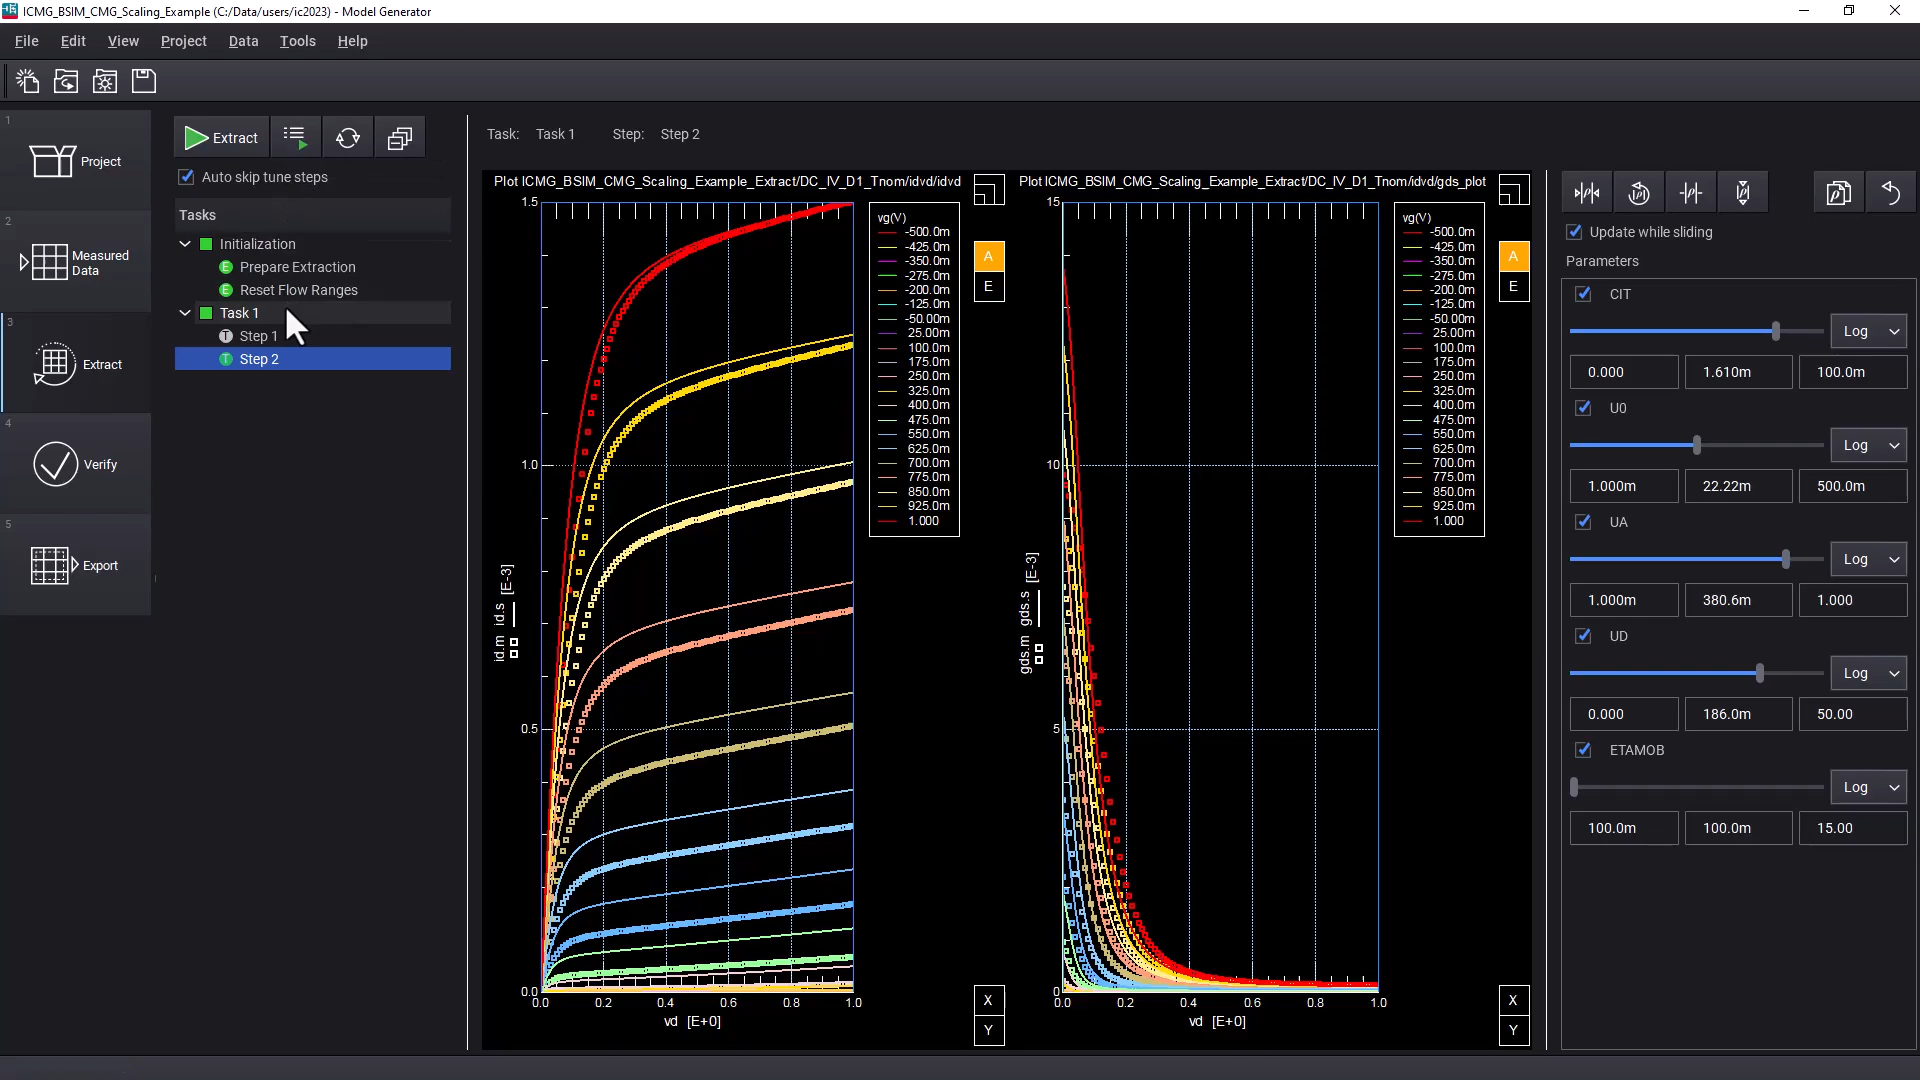 ICMG_BSIM_CMG_Scaling_Example (C:/Data/users/ic2023) - Model Generator
File Edit View Project Data Tools Help
1
Project
2
Measured
Data
3
Extract
4
Verify
5
Export
Extract
Auto skip tune steps
Tasks
Initialization
E Prepare Extraction
E Reset Flow Ranges
Task 1
T Step 1
T Step 2
Task: Task 1 Step: Step 2
Plot ICMG_BSIM_CMG_Scaling_Example_Extract/DC_IV_D1_Tnom/idvd/idvd
1.5
1.0
0.5
0.0
id.m id.s [E-3]
0.0 0.2 0.4 0.6 0.8 1.0
vd [E+0]
vg(V)
-500.0m
-425.0m
-350.0m
-275.0m
-200.0m
-125.0m
-50.00m
25.00m
100.0m
175.0m
250.0m
325.0m
400.0m
475.0m
550.0m
625.0m
700.0m
775.0m
850.0m
925.0m
1.000
A
E
X
Y
Plot ICMG_BSIM_CMG_Scaling_Example_Extract/DC_IV_D1_Tnom/idvd/gds_plot
15
10
5
0
gds.m gds.s [E-3]
0.0 0.2 0.4 0.6 0.8 1.0
vd [E+0]
vg(V)
-500.0m
-425.0m
-350.0m
-275.0m
-200.0m
-125.0m
-50.00m
25.00m
100.0m
175.0m
250.0m
325.0m
400.0m
475.0m
550.0m
625.0m
700.0m
775.0m
850.0m
925.0m
1.000
A
E
X
Y
Update while sliding
Parameters
CIT
Log
0.000 1.610m 100.0m
U0
Log
1.000m 22.22m 500.0m
UA
Log
1.000m 380.6m 1.000
UD
Log
0.000 186.0m 50.00
ETAMOB
Log
100.0m 100.0m 15.00